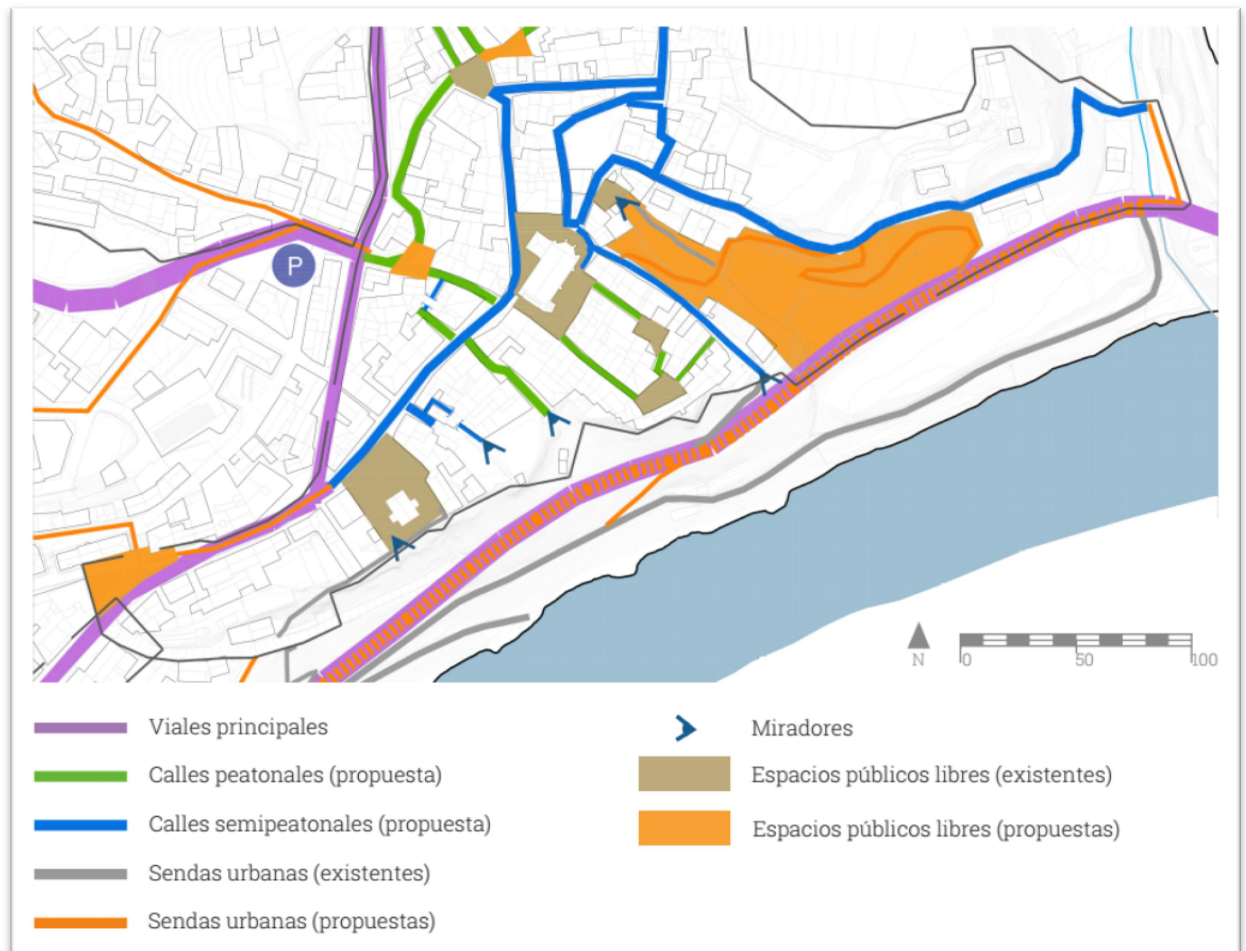 P
N
0 50 100
Viales principales
Calles peatonales (propuesta)
Calles semipeatonales (propuesta)
Sendas urbanas (existentes)
Sendas urbanas (propuestas)
Miradores
Espacios públicos libres (existentes)
Espacios públicos libres (propuestas)